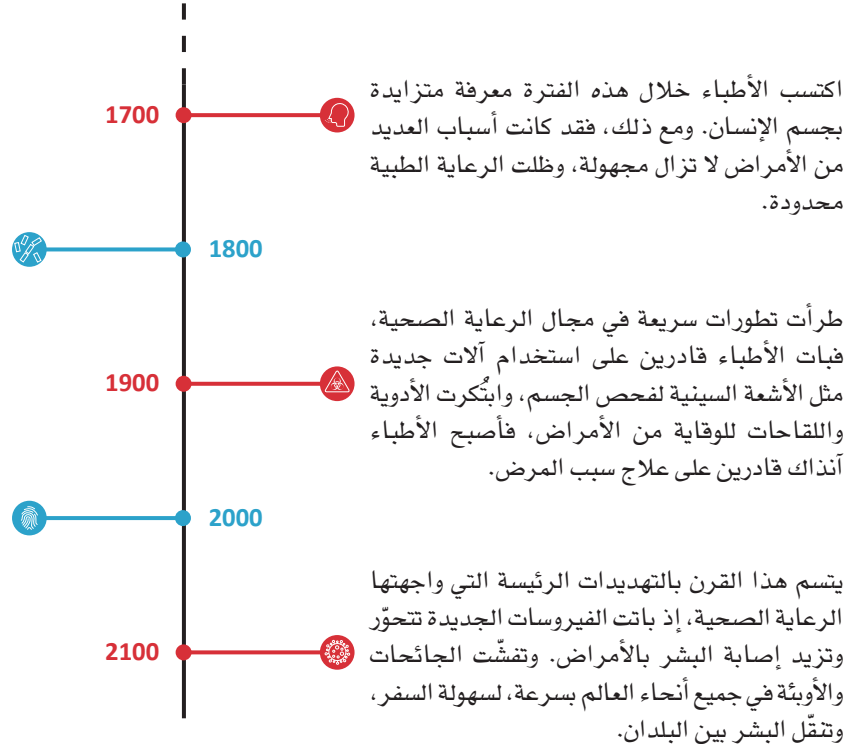 1700
اكتسب الأطباء خلال هذه الفترة معرفة متزايدة
بجسم الإنسان. ومع ذلك، فقد كانت أسباب العديد
من الأمراض لا تزال مجهولة، وظلت الرعاية الطبية
محدودة.
1800
1900
طرأت تطورات سريعة في مجال الرعاية الصحية،
فبات الأطباء قادرين على استخدام آلات جديدة
مثل الأشعة السينية لفحص الجسم، وابتُكرت الأدوية
واللقاحات للوقاية من الأمراض، فأصبح الأطباء
آنذاك قادرين على علاج سبب المرض.
2000
2100
يتسم هذا القرن بالتهديدات الرئيسة التي واجهتها
الرعاية الصحية، إذ باتت الفيروسات الجديدة تتحوّر
وتزيد إصابة البشر بالأمراض. وتفشّت الجائحات
والأوبئة في جميع أنحاء العالم بسرعة، لسهولة السفر،
وتنقّل البشر بين البلدان.